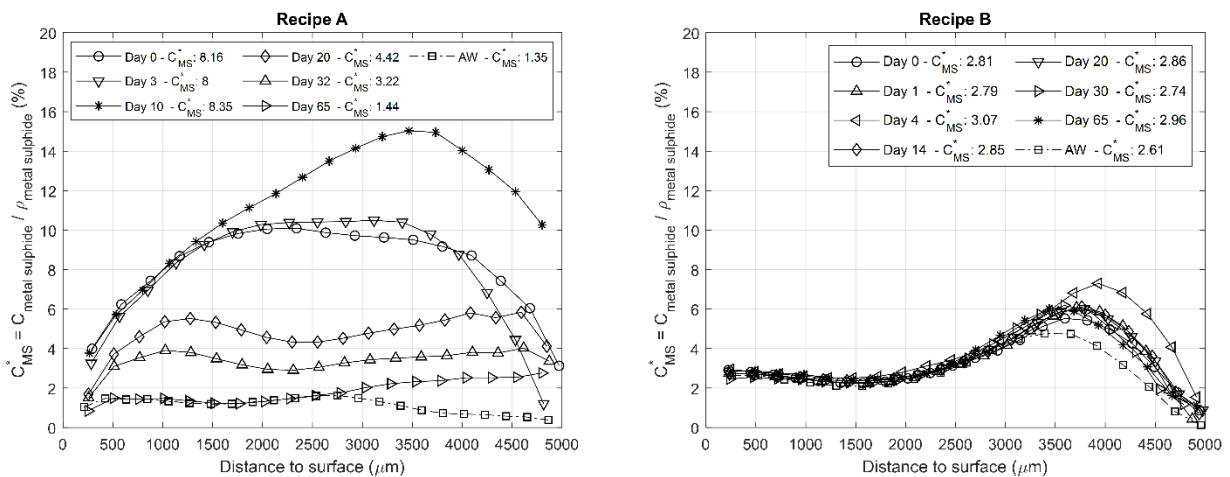 Recipe A
Day 0 - C*MS: 8.16
Day 3 - C*MS: 8
Day 10 - C*MS: 8.35
Day 20 - C*MS: 4.42
Day 32 - C*MS: 3.22
Day 65 - C*MS: 1.44
AW - C*MS: 1.35
C*MS = C metal sulphide / ρ metal sulphide (%)
20
18
16
14
12
10
8
6
4
2
0
0 500 1000 1500 2000 2500 3000 3500 4000 4500 5000
Distance to surface (μm)
Recipe B
Day 0 - C*MS: 2.81
Day 1 - C*MS: 2.79
Day 4 - C*MS: 3.07
Day 14 - C*MS: 2.85
Day 20 - C*MS: 2.86
Day 30 - C*MS: 2.74
Day 65 - C*MS: 2.96
AW - C*MS: 2.61
C*MS = C metal sulphide / ρ metal sulphide (%)
20
18
16
14
12
10
8
6
4
2
0
0 500 1000 1500 2000 2500 3000 3500 4000 4500 5000
Distance to surface (μm)